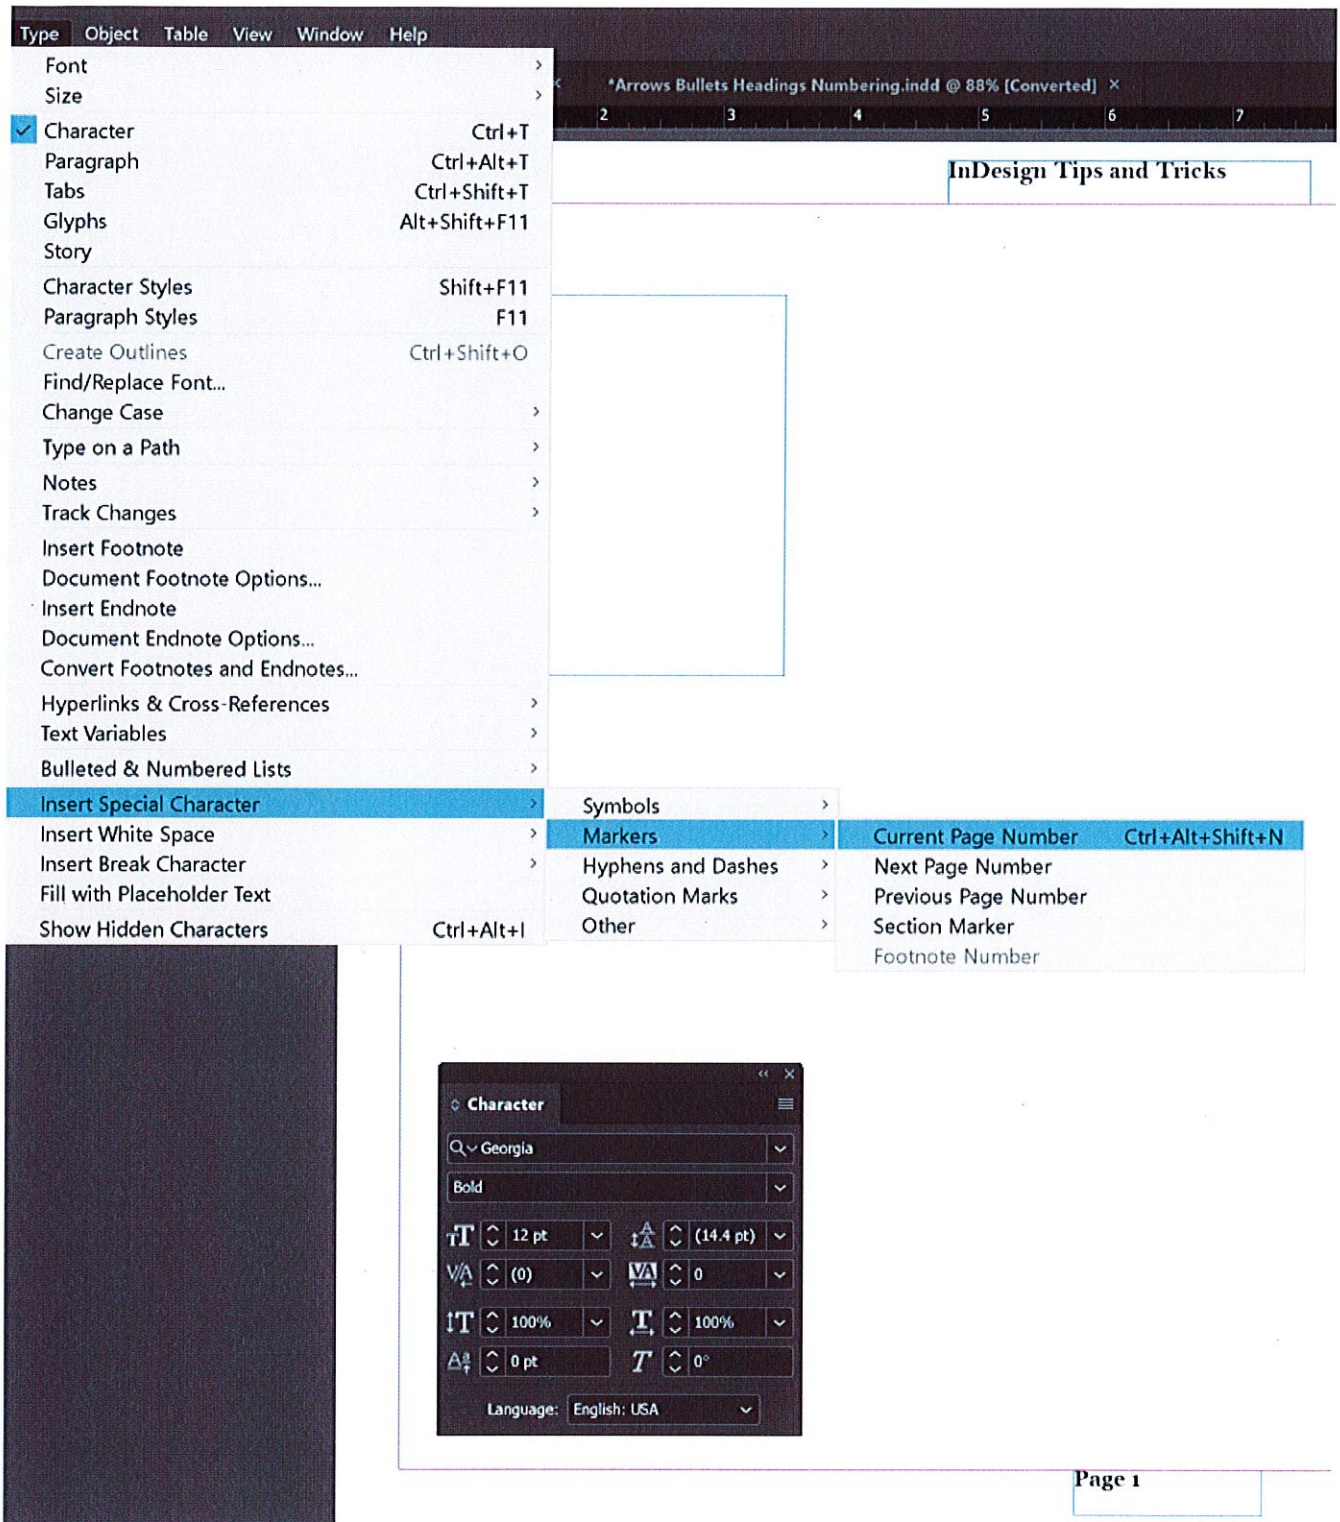 Type Object Table View Window Help
*Arrows Bullets Headings Numbering.indd @ 88% [Converted] ×
2 3 4 5 6 7
InDesign Tips and Tricks
Font
Size
Character Ctrl+T
Paragraph Ctrl+Alt+T
Tabs Ctrl+Shift+T
Glyphs Alt+Shift+F11
Story
Character Styles Shift+F11
Paragraph Styles F11
Create Outlines Ctrl+Shift+O
Find/Replace Font...
Change Case
Type on a Path
Notes
Track Changes
Insert Footnote
Document Footnote Options...
Insert Endnote
Document Endnote Options...
Convert Footnotes and Endnotes...
Hyperlinks & Cross-References
Text Variables
Bulleted & Numbered Lists
Insert Special Character
Insert White Space
Insert Break Character
Fill with Placeholder Text
Show Hidden Characters Ctrl+Alt+I
Symbols
Markers
Hyphens and Dashes
Quotation Marks
Other
Current Page Number Ctrl+Alt+Shift+N
Next Page Number
Previous Page Number
Section Marker
Footnote Number
Character
Georgia
Bold
12 pt (14.4 pt)
(0) 0
100% 100%
0 pt 0°
Language: English: USA
Page 1